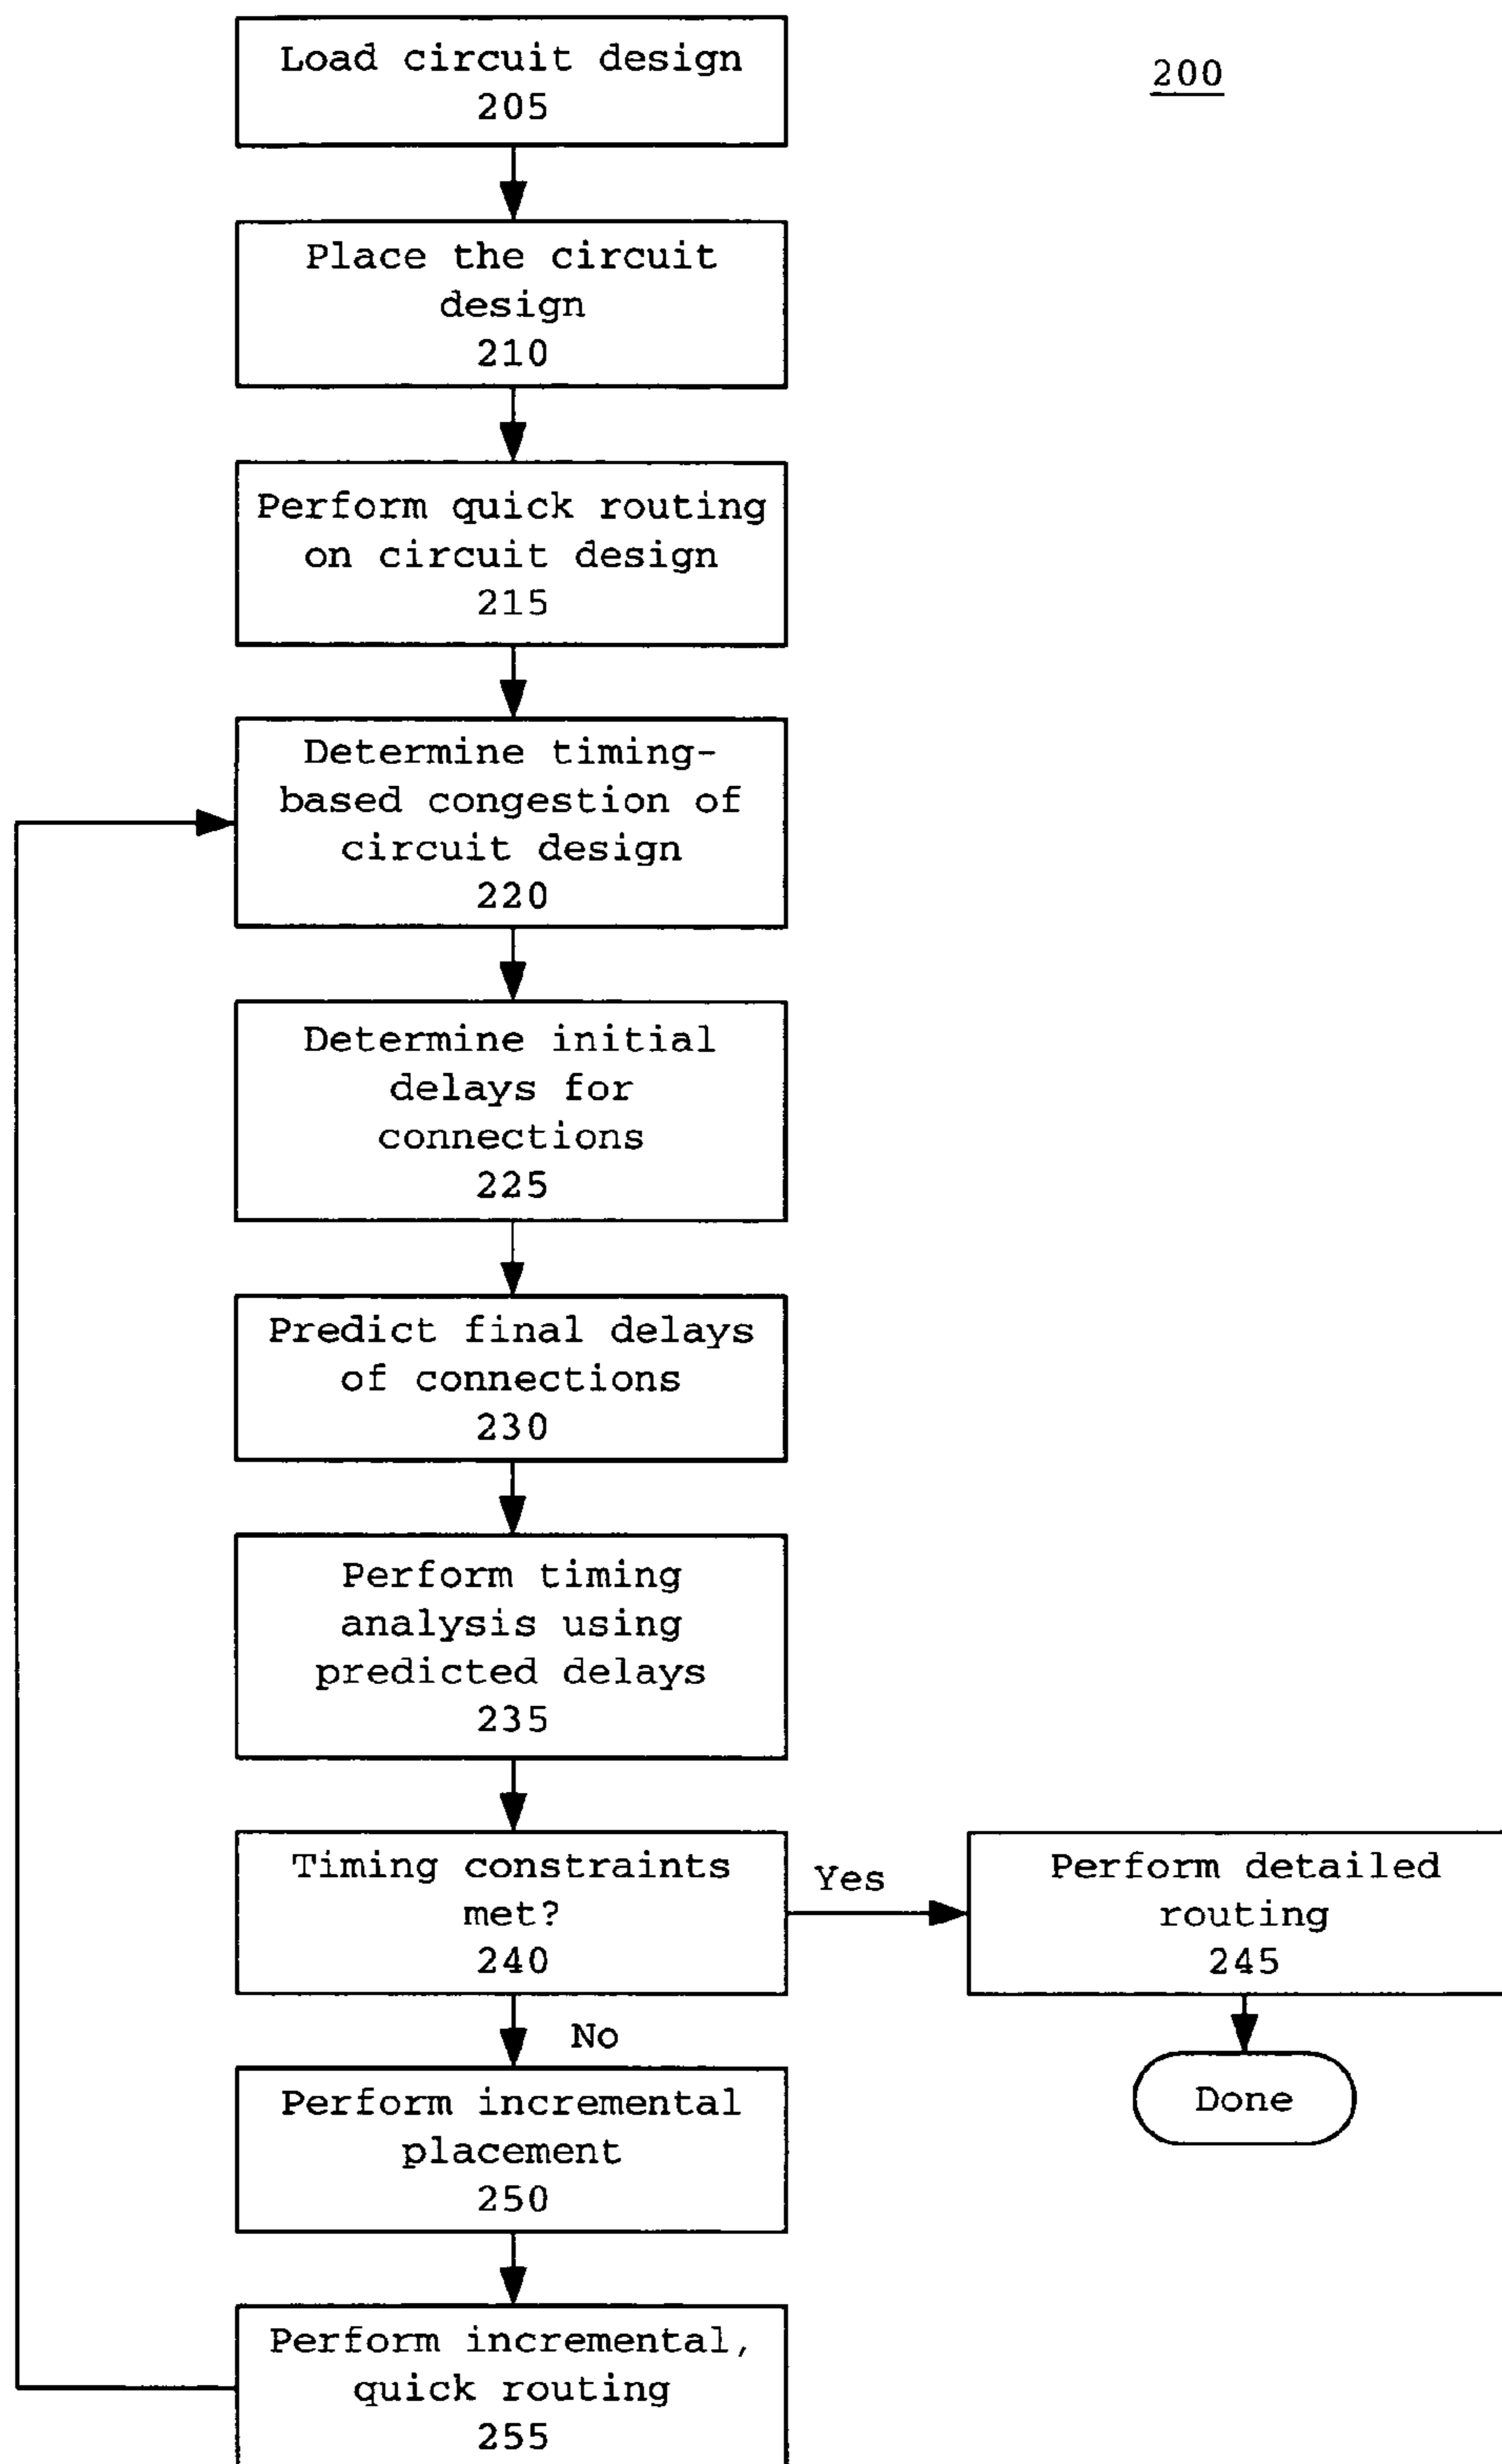 200
Load circuit design
205
Place the circuit
design
210
Perform quick routing
on circuit design
215
Determine timing-
based congestion of
circuit design
220
Determine initial
delays for
connections
225
Predict final delays
of connections
230
Perform timing
analysis using
predicted delays
235
Timing constraints
met?
240
Yes
Perform detailed
routing
245
Done
No
Perform incremental
placement
250
Perform incremental,
quick routing
255